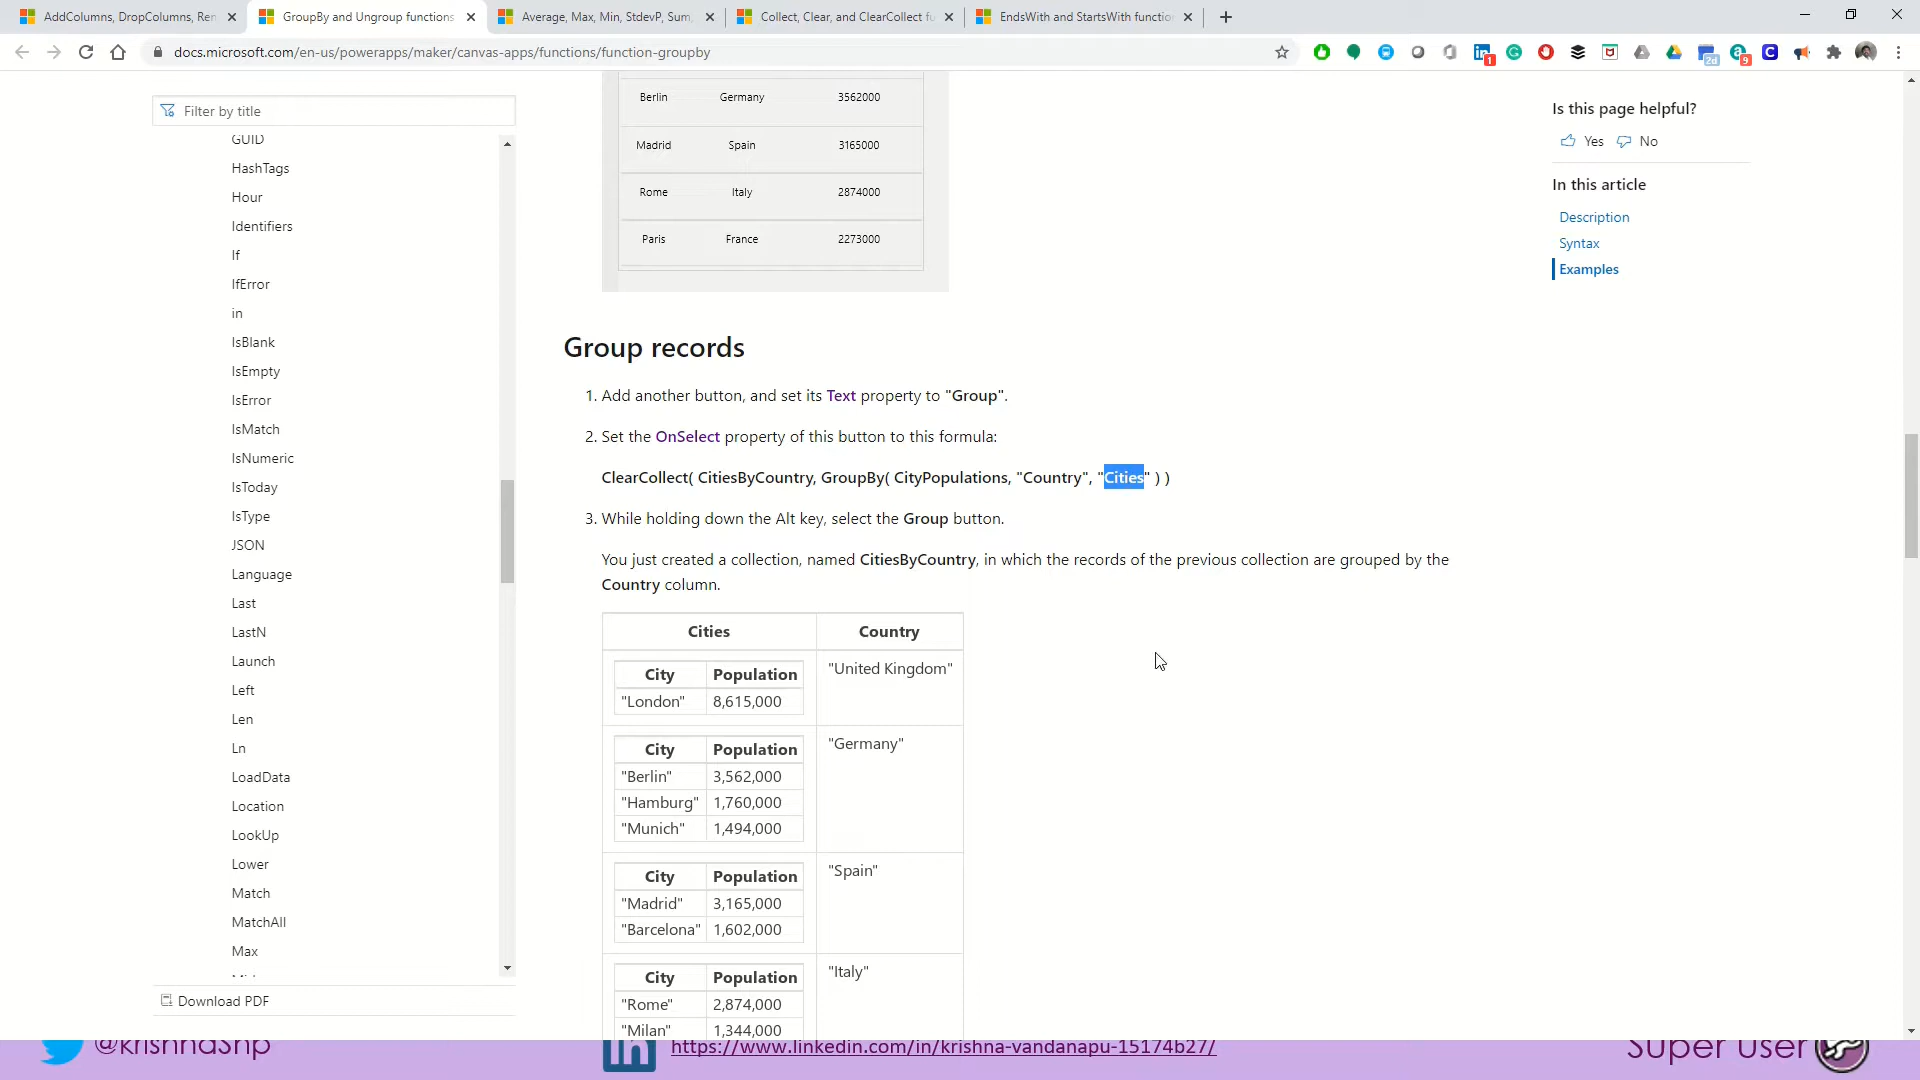 AddColumns, DropColumns, Ren
GroupBy and Ungroup functions
Average, Max, Min, StdevP, Sum,
Collect, Clear, and ClearCollect fu
EndsWith and StartsWith functio
docs.microsoft.com/en-us/powerapps/maker/canvas-apps/functions/function-groupby
1
2d
9
Filter by title
GUID
HashTags
Hour
Identifiers
If
IfError
in
IsBlank
IsEmpty
IsError
IsMatch
IsNumeric
IsToday
IsType
JSON
Language
Last
LastN
Launch
Left
Len
Ln
LoadData
Location
LookUp
Lower
Match
MatchAll
Max
Download PDF
Berlin Germany 3562000
Madrid Spain 3165000
Rome Italy 2874000
Paris France 2273000
Group records
1. Add another button, and set its Text property to "Group".
2. Set the OnSelect property of this button to this formula:
ClearCollect( CitiesByCountry, GroupBy( CityPopulations, "Country", "Cities" ) )
3. While holding down the Alt key, select the Group button.
You just created a collection, named CitiesByCountry, in which the records of the previous collection are grouped by the
Country column.
Cities Country
City Population "United Kingdom"
"London" 8,615,000
City Population "Germany"
"Berlin" 3,562,000
"Hamburg" 1,760,000
"Munich" 1,494,000
City Population "Spain"
"Madrid" 3,165,000
"Barcelona" 1,602,000
City Population "Italy"
"Rome" 2,874,000
"Milan" 1,344,000
Is this page helpful?
Yes No
In this article
Description
Syntax
Examples
@krishnaSnp
https://www.linkedin.com/in/krishna-vandanapu-15174b27/
Super User